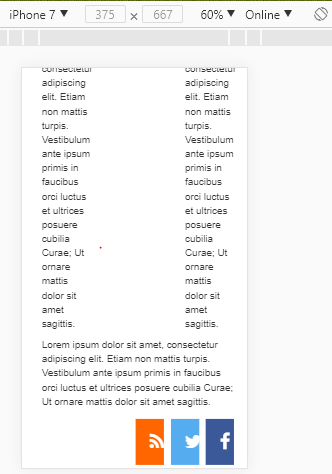 iPhone 7 ▼ 375 × 667 60% ▼ Online ▼
consectetur consectetur
adipiscing adipiscing
elit. Etiam elit. Etiam
non mattis non mattis
turpis. turpis.
Vestibulum Vestibulum
ante ipsum ante ipsum
primis in primis in
faucibus faucibus
orci luctus orci luctus
et ultrices et ultrices
posuere posuere
cubilia cubilia
Curae; Ut Curae; Ut
ornare ornare
mattis mattis
dolor sit dolor sit
amet amet
sagittis. sagittis.
Lorem ipsum dolor sit amet, consectetur
adipiscing elit. Etiam non mattis turpis.
Vestibulum ante ipsum primis in faucibus
orci luctus et ultrices posuere cubilia Curae;
Ut ornare mattis dolor sit amet sagittis.